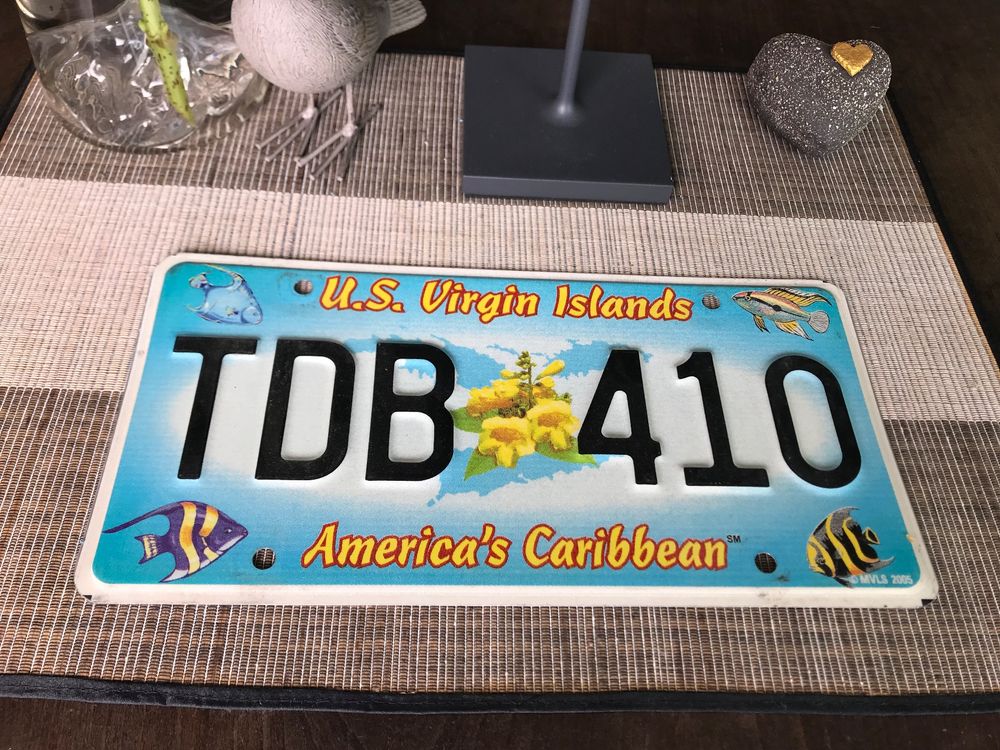 U.S. Virgin Islands
TDB 410
America's Caribbean℠
© MVLS 2005